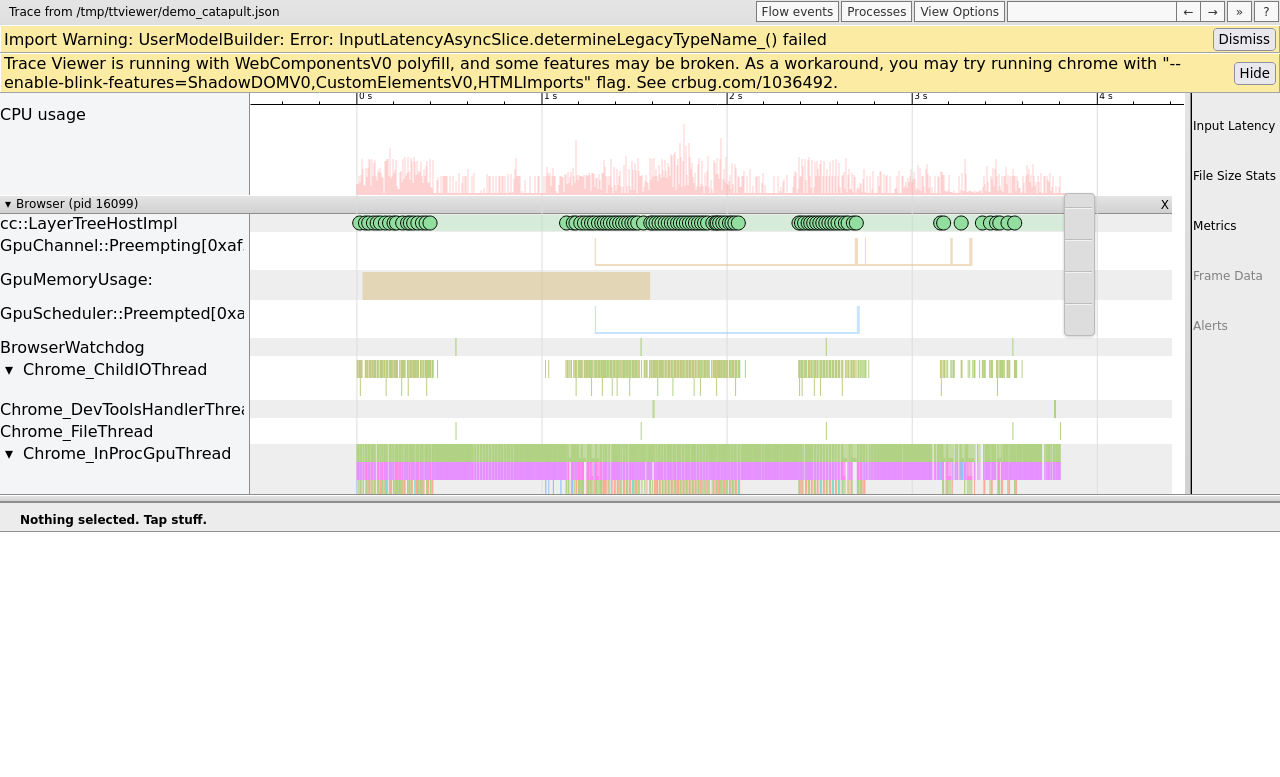 Trace from /tmp/ttviewer/demo_catapult.json
Flow events
Processes
View Options
←
→
»
?
Import Warning: UserModelBuilder: Error: InputLatencyAsyncSlice.determineLegacyTypeName_() failed
Dismiss
Trace Viewer is running with WebComponentsV0 polyfill, and some features may be broken. As a workaround, you may try running chrome with "--
enable-blink-features=ShadowDOMV0,CustomElementsV0,HTMLImports" flag. See crbug.com/1036492.
Hide
0 s
1 s
2 s
3 s
4 s
CPU usage
Input Latency
File Size Stats
Metrics
Frame Data
Alerts
▾ Browser (pid 16099)
X
cc::LayerTreeHostImpl
GpuChannel::Preempting[0xaf
GpuMemoryUsage:
GpuScheduler::Preempted[0xa
BrowserWatchdog
▼ Chrome_ChildIOThread
Chrome_DevToolsHandlerThrea
Chrome_FileThread
▼ Chrome_InProcGpuThread
Nothing selected. Tap stuff.